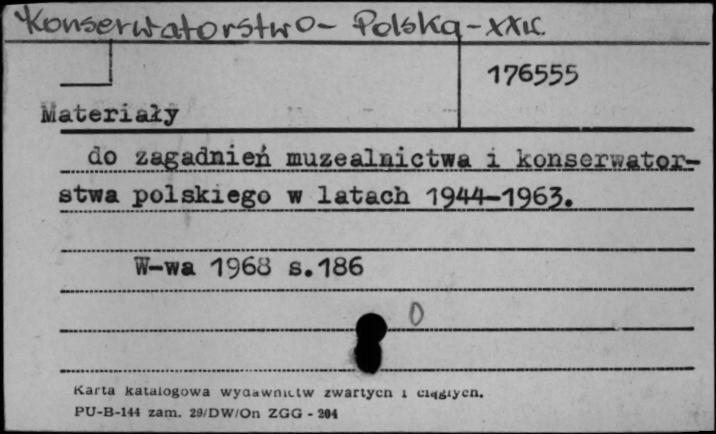 Konserwatorstwo - Polska - XX w.
176555
Materiały
do zagadnień muzealnictwa i konserwator-
stwa polskiego w latach 1944-1963.
W-wa 1968 s.186
0
Karta katalogowa wydawnictw zwartych i ciągłych.
PU-B-144 zam. 29/DW/On ZGG - 204